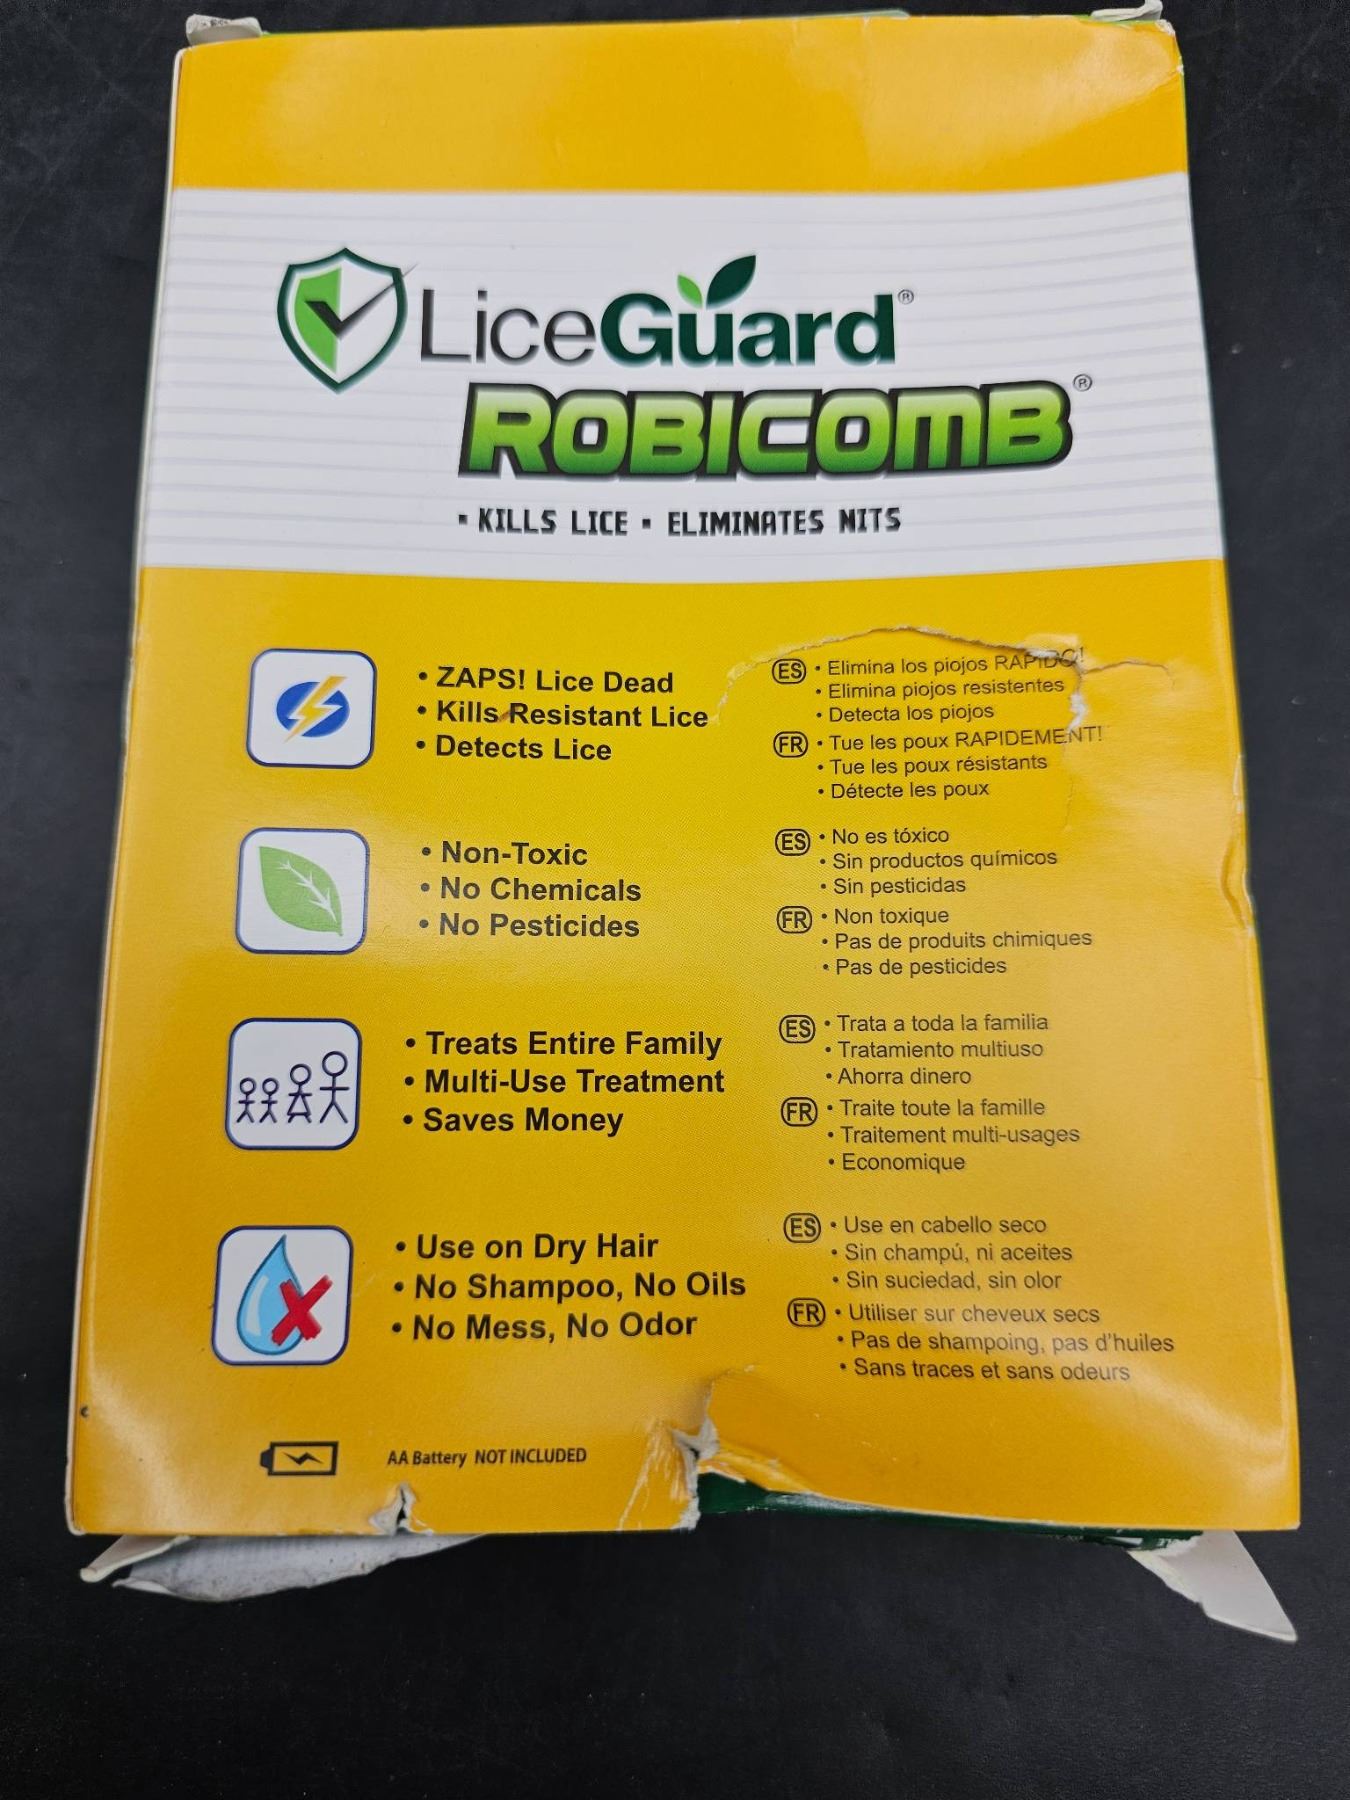 LiceGuard®
ROBICOMB®
▪ KILLS LICE ▪ ELIMINATES NITS
• ZAPS! Lice Dead
• Kills Resistant Lice
• Detects Lice
ES • Elimina los piojos RAPIDO!
• Elimina piojos resistentes
• Detecta los piojos
FR • Tue les poux RAPIDEMENT!
• Tue les poux résistants
• Détecte les poux
• Non-Toxic
• No Chemicals
• No Pesticides
ES • No es tóxico
• Sin productos químicos
• Sin pesticidas
FR • Non toxique
• Pas de produits chimiques
• Pas de pesticides
• Treats Entire Family
• Multi-Use Treatment
• Saves Money
ES • Trata a toda la familia
• Tratamiento multiuso
• Ahorra dinero
FR • Traite toute la famille
• Traitement multi-usages
• Economique
• Use on Dry Hair
• No Shampoo, No Oils
• No Mess, No Odor
ES • Use en cabello seco
• Sin champú, ni aceites
• Sin suciedad, sin olor
FR • Utiliser sur cheveux secs
• Pas de shampoing, pas d'huiles
• Sans traces et sans odeurs
AA Battery NOT INCLUDED